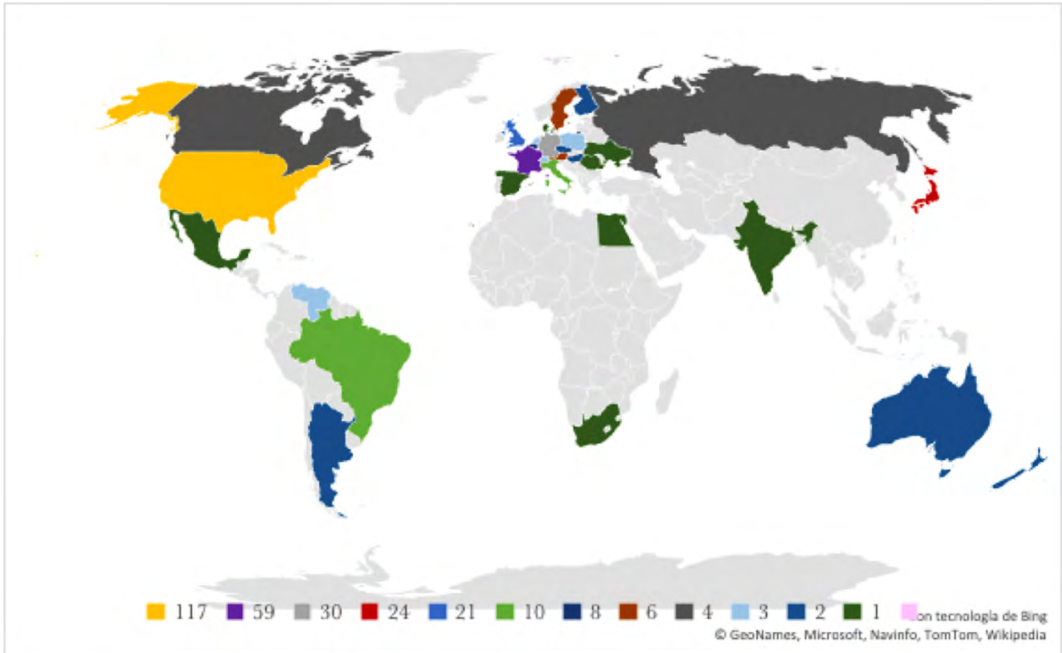 117 59 30 24 21 10 8 6 4 3 2 1 on tecnología de Bing
© GeoNames, Microsoft, Navinfo, TomTom, Wikipedia